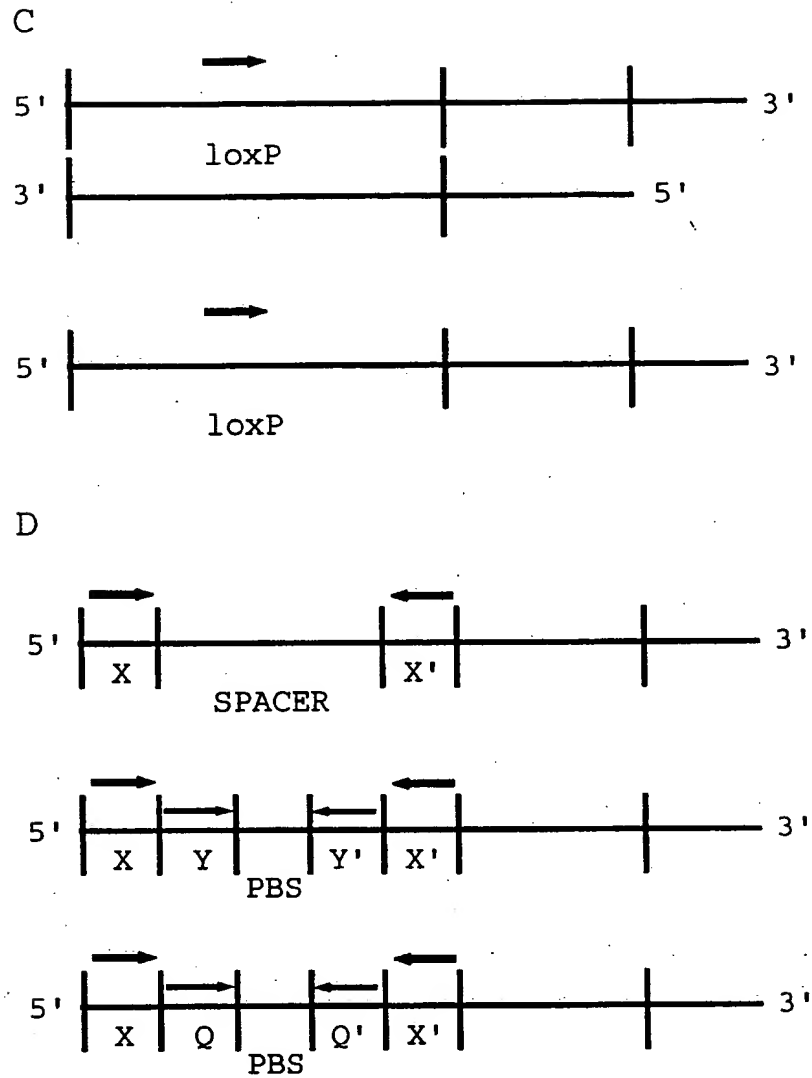 C
5' 3'
loxP
3' 5'
5' 3'
loxP
D
5' X X' 3'
SPACER
5' X Y Y' X' 3'
PBS
5' X Q Q' X' 3'
PBS